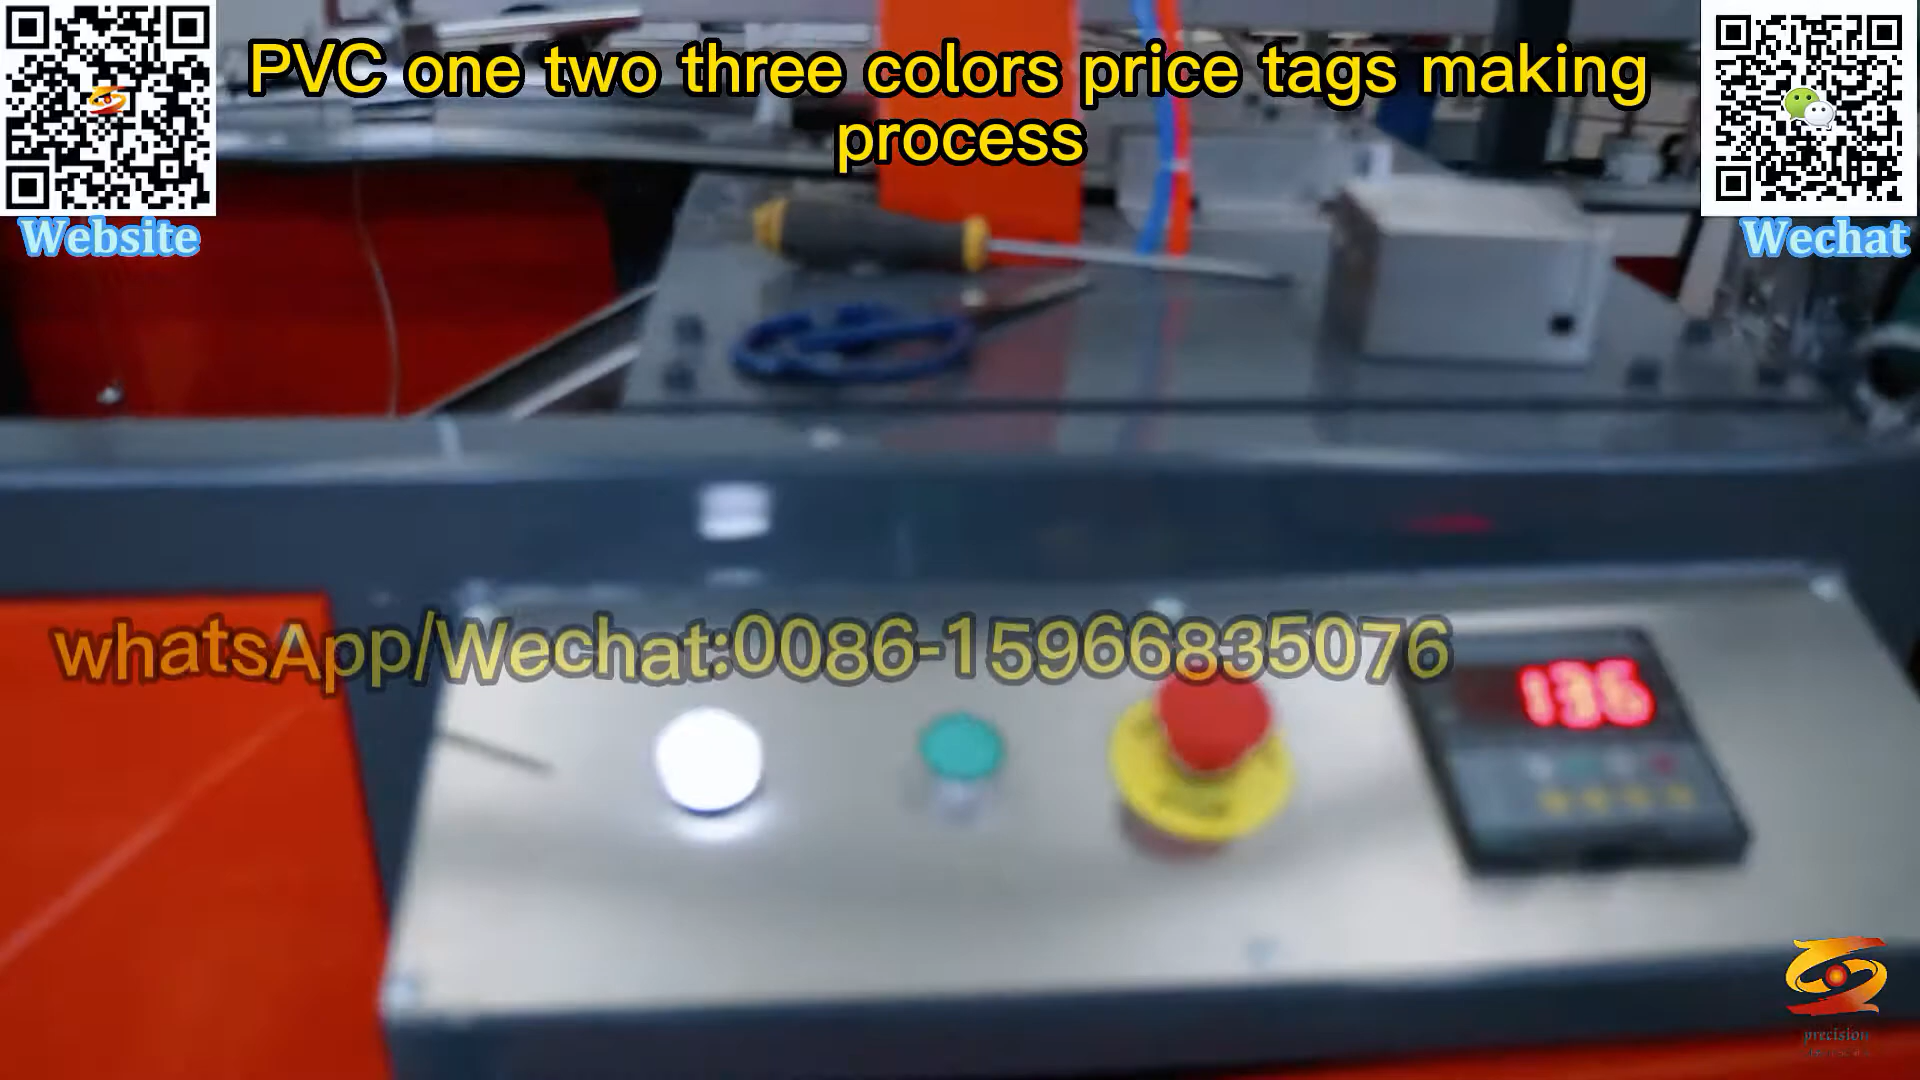 PVC one two three colors price tags making
process
Website
Wechat
whatsApp/Wechat:0086-15966835076
136
precision